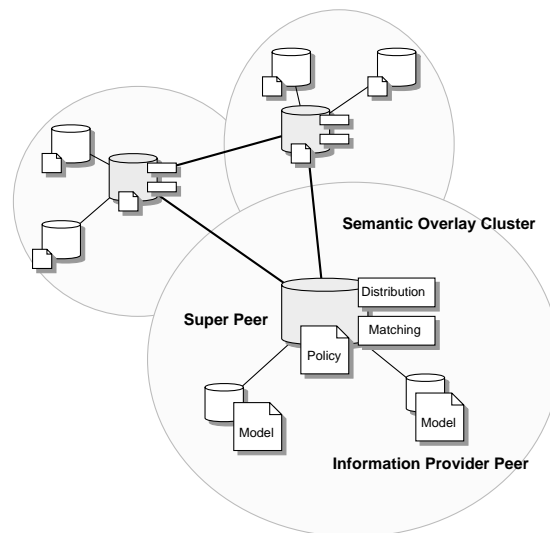 Semantic Overlay Cluster
Distribution
Super Peer
Matching
Policy
Model
Model
Information Provider Peer